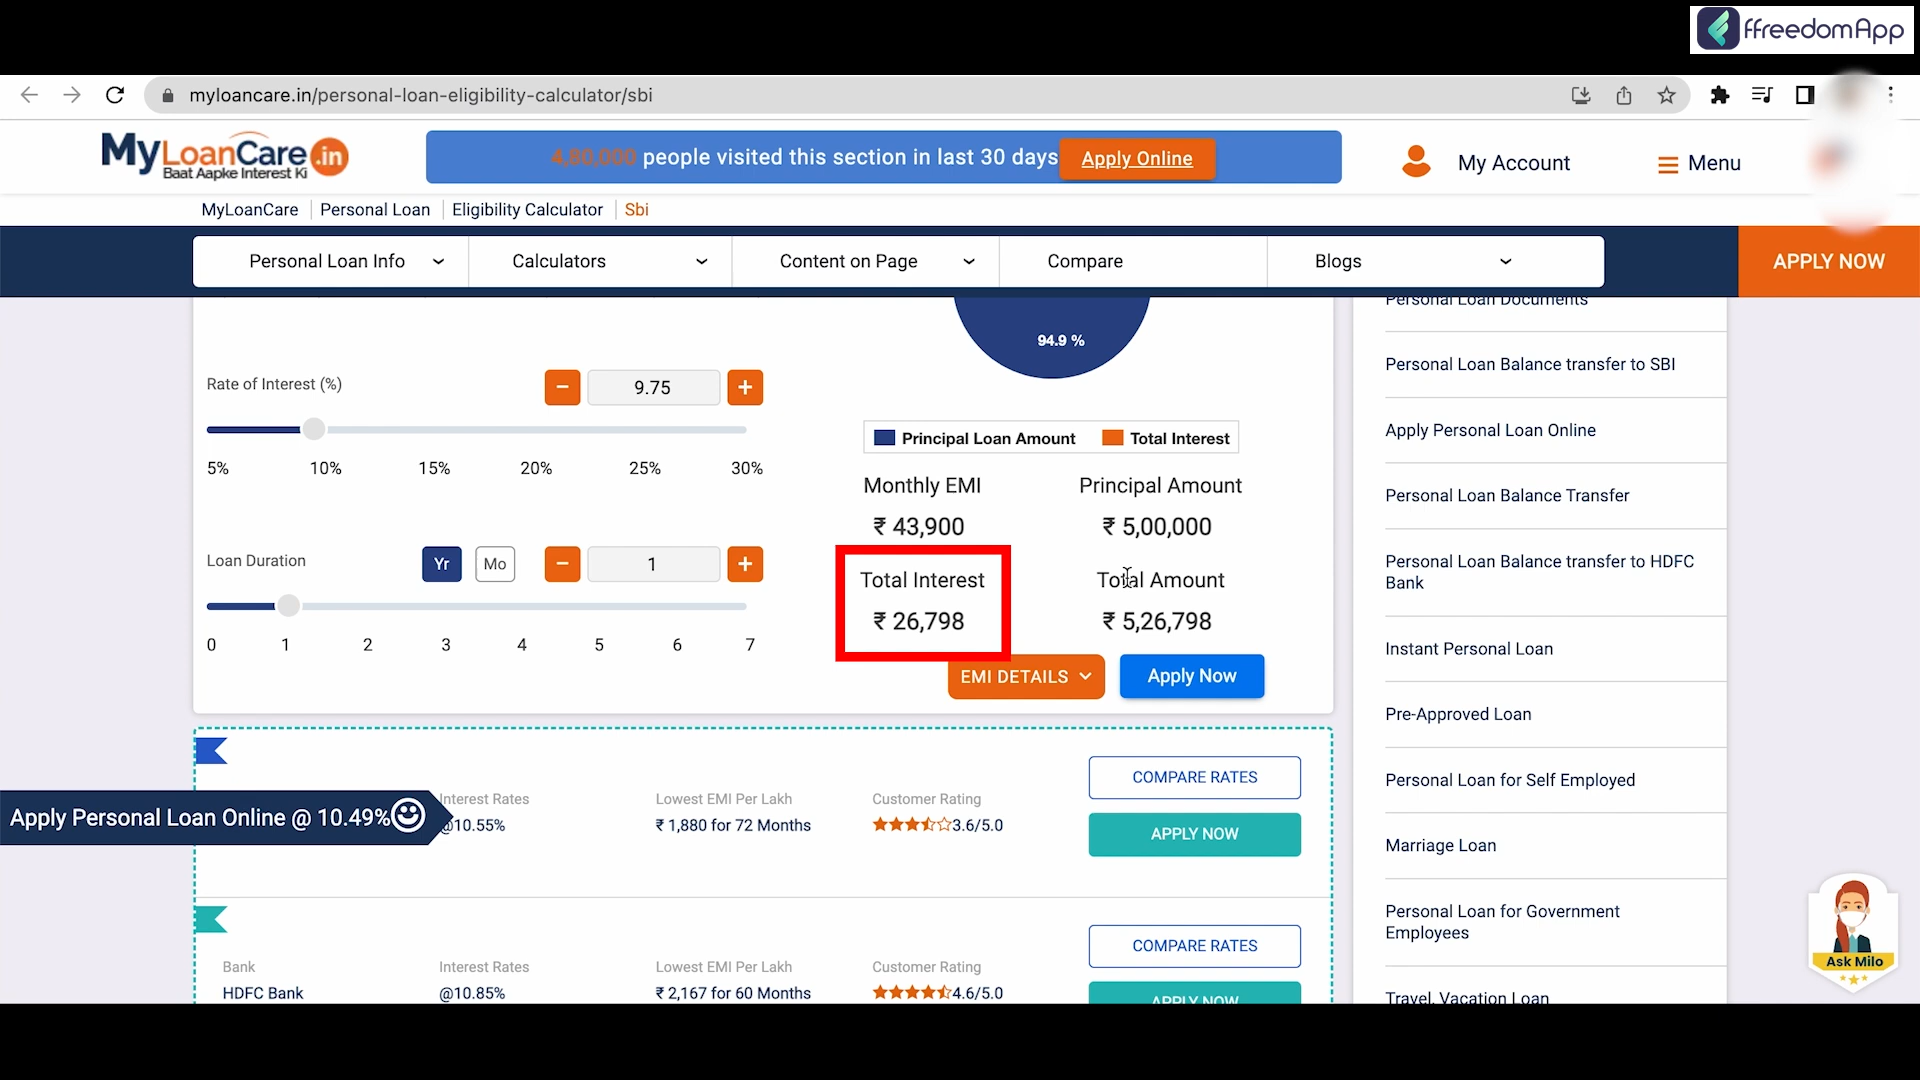 ffreedomApp
myloancare.in/personal-loan-eligibility-calculator/sbi
MyLoanCare.in
Baat Aapke Interest Ki
4,80,000 people visited this section in last 30 days
Apply Online
My Account
Menu
MyLoanCare
Personal Loan
Eligibility Calculator
Sbi
Personal Loan Info
Calculators
Content on Page
Compare
Blogs
APPLY NOW
94.9 %
Rate of Interest (%)
9.75
5% 10% 15% 20% 25% 30%
Principal Loan Amount
Total Interest
Monthly EMI
₹ 43,900
Principal Amount
₹ 5,00,000
Loan Duration
Yr
Mo
1
0 1 2 3 4 5 6 7
Total Interest
₹ 26,798
Total Amount
₹ 5,26,798
EMI DETAILS
Apply Now
Apply Personal Loan Online @ 10.49%
Interest Rates
@10.55%
Lowest EMI Per Lakh
₹ 1,880 for 72 Months
Customer Rating
3.6/5.0
COMPARE RATES
APPLY NOW
Bank
HDFC Bank
Interest Rates
@10.85%
Lowest EMI Per Lakh
₹ 2,167 for 60 Months
Customer Rating
4.6/5.0
COMPARE RATES
APPLY NOW
Personal Loan Documents
Personal Loan Balance transfer to SBI
Apply Personal Loan Online
Personal Loan Balance Transfer
Personal Loan Balance transfer to HDFC
Bank
Instant Personal Loan
Pre-Approved Loan
Personal Loan for Self Employed
Marriage Loan
Personal Loan for Government
Employees
Travel, Vacation Loan
Ask Milo